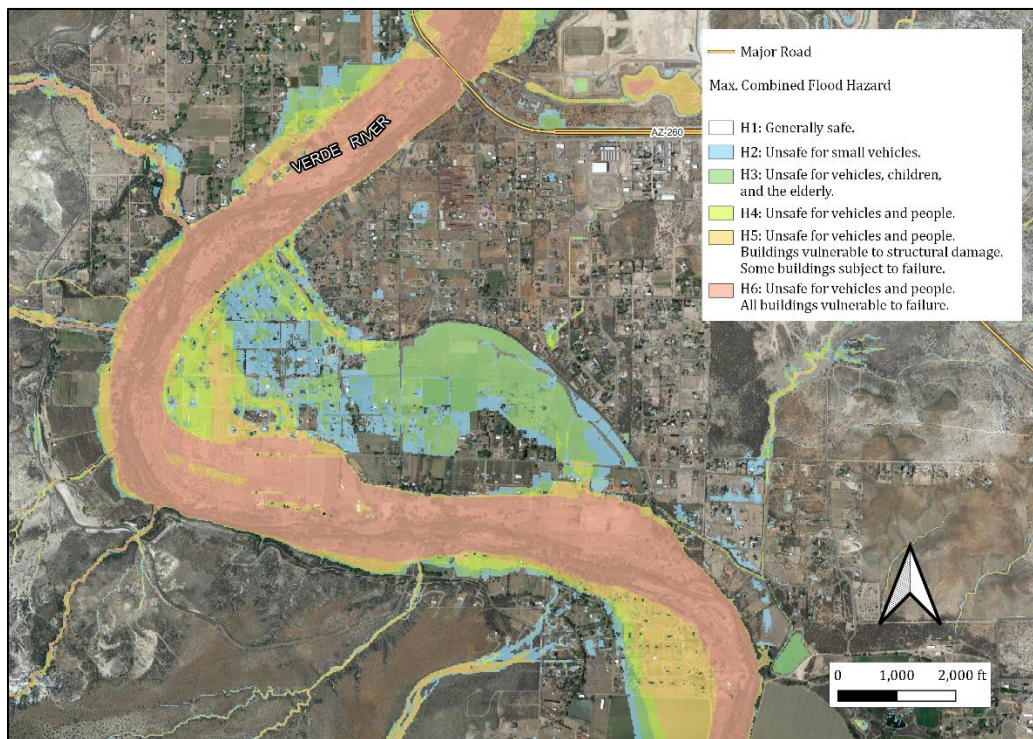 VERDE RIVER
AZ-260
Major Road
Max. Combined Flood Hazard
H1: Generally safe.
H2: Unsafe for small vehicles.
H3: Unsafe for vehicles, children,
and the elderly.
H4: Unsafe for vehicles and people.
H5: Unsafe for vehicles and people.
Buildings vulnerable to structural damage.
Some buildings subject to failure.
H6: Unsafe for vehicles and people.
All buildings vulnerable to failure.
0 1,000 2,000 ft